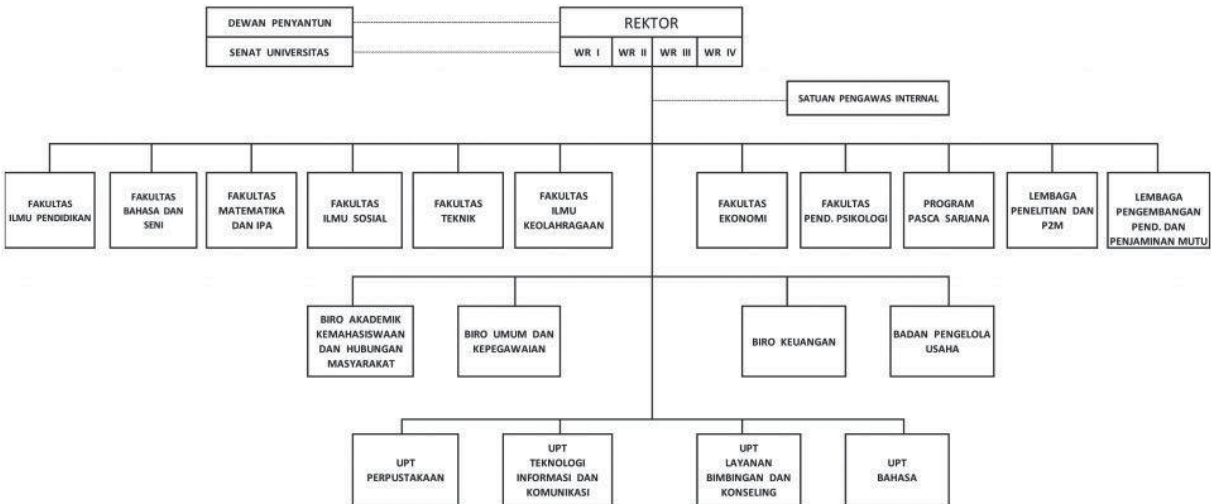 DEWAN PENYANTUN
SENAT UNIVERSITAS
REKTOR
WR I WR II WR III WR IV
SATUAN PENGAWAS INTERNAL
FAKULTAS
ILMU PENDIDIKAN
FAKULTAS
BAHASA DAN
SENI
FAKULTAS
MATEMATIKA
DAN IPA
FAKULTAS
ILMU SOSIAL
FAKULTAS
TEKNIK
FAKULTAS
ILMU
KEOLAHRAGAAN
FAKULTAS
EKONOMI
FAKULTAS
PEND. PSIKOLOGI
PROGRAM
PASCA SARJANA
LEMBAGA
PENELITIAN DAN
P2M
LEMBAGA
PENGEMBANGAN
PEND. DAN
PENJAMINAN MUTU
BIRO AKADEMIK
KEMAHASISWAAN
DAN HUBUNGAN
MASYARAKAT
BIRO UMUM DAN
KEPEGAWAIAN
BIRO KEUANGAN
BADAN PENGELOLA
USAHA
UPT
PERPUSTAKAAN
UPT
TEKNOLOGI
INFORMASI DAN
KOMUNIKASI
UPT
LAYANAN
BIMBINGAN DAN
KONSELING
UPT
BAHASA